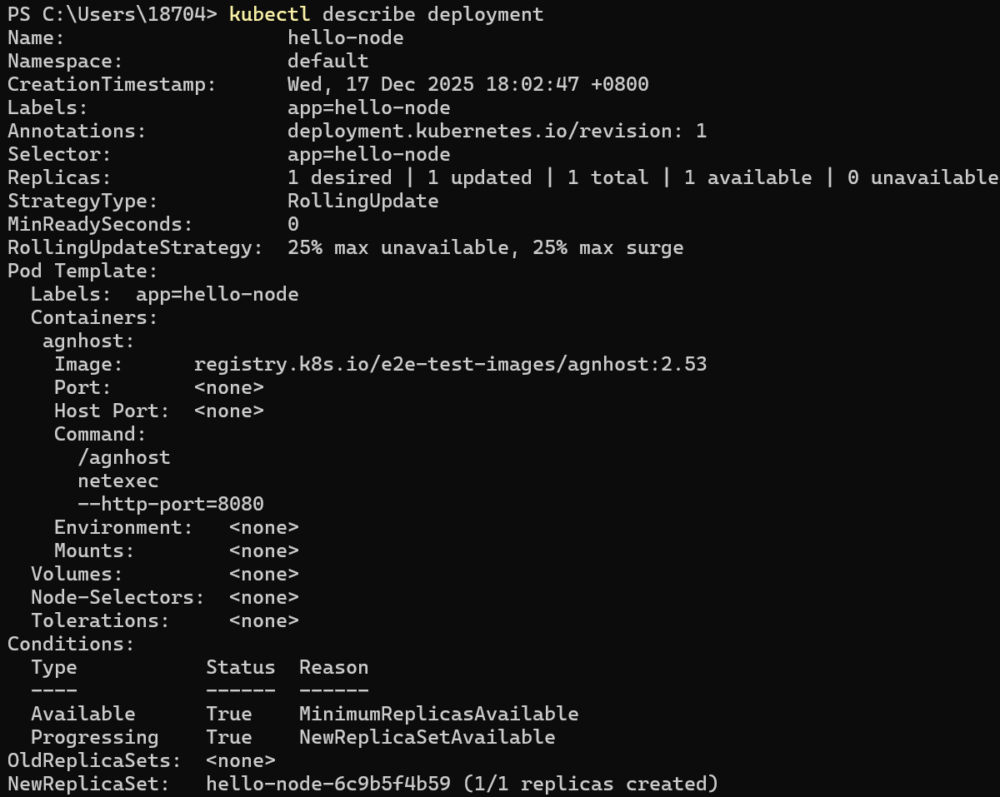 PS C:\Users\18704> kubectl describe deployment
Name:                   hello-node
Namespace:              default
CreationTimestamp:      Wed, 17 Dec 2025 18:02:47 +0800
Labels:                 app=hello-node
Annotations:            deployment.kubernetes.io/revision: 1
Selector:               app=hello-node
Replicas:               1 desired | 1 updated | 1 total | 1 available | 0 unavailable
StrategyType:           RollingUpdate
MinReadySeconds:        0
RollingUpdateStrategy:  25% max unavailable, 25% max surge
Pod Template:
  Labels:  app=hello-node
  Containers:
   agnhost:
    Image:      registry.k8s.io/e2e-test-images/agnhost:2.53
    Port:       <none>
    Host Port:  <none>
    Command:
      /agnhost
      netexec
      --http-port=8080
    Environment:   <none>
    Mounts:        <none>
  Volumes:         <none>
  Node-Selectors:  <none>
  Tolerations:     <none>
Conditions:
  Type           Status  Reason
  ----           ------  ------
  Available      True    MinimumReplicasAvailable
  Progressing    True    NewReplicaSetAvailable
OldReplicaSets:  <none>
NewReplicaSet:   hello-node-6c9b5f4b59 (1/1 replicas created)